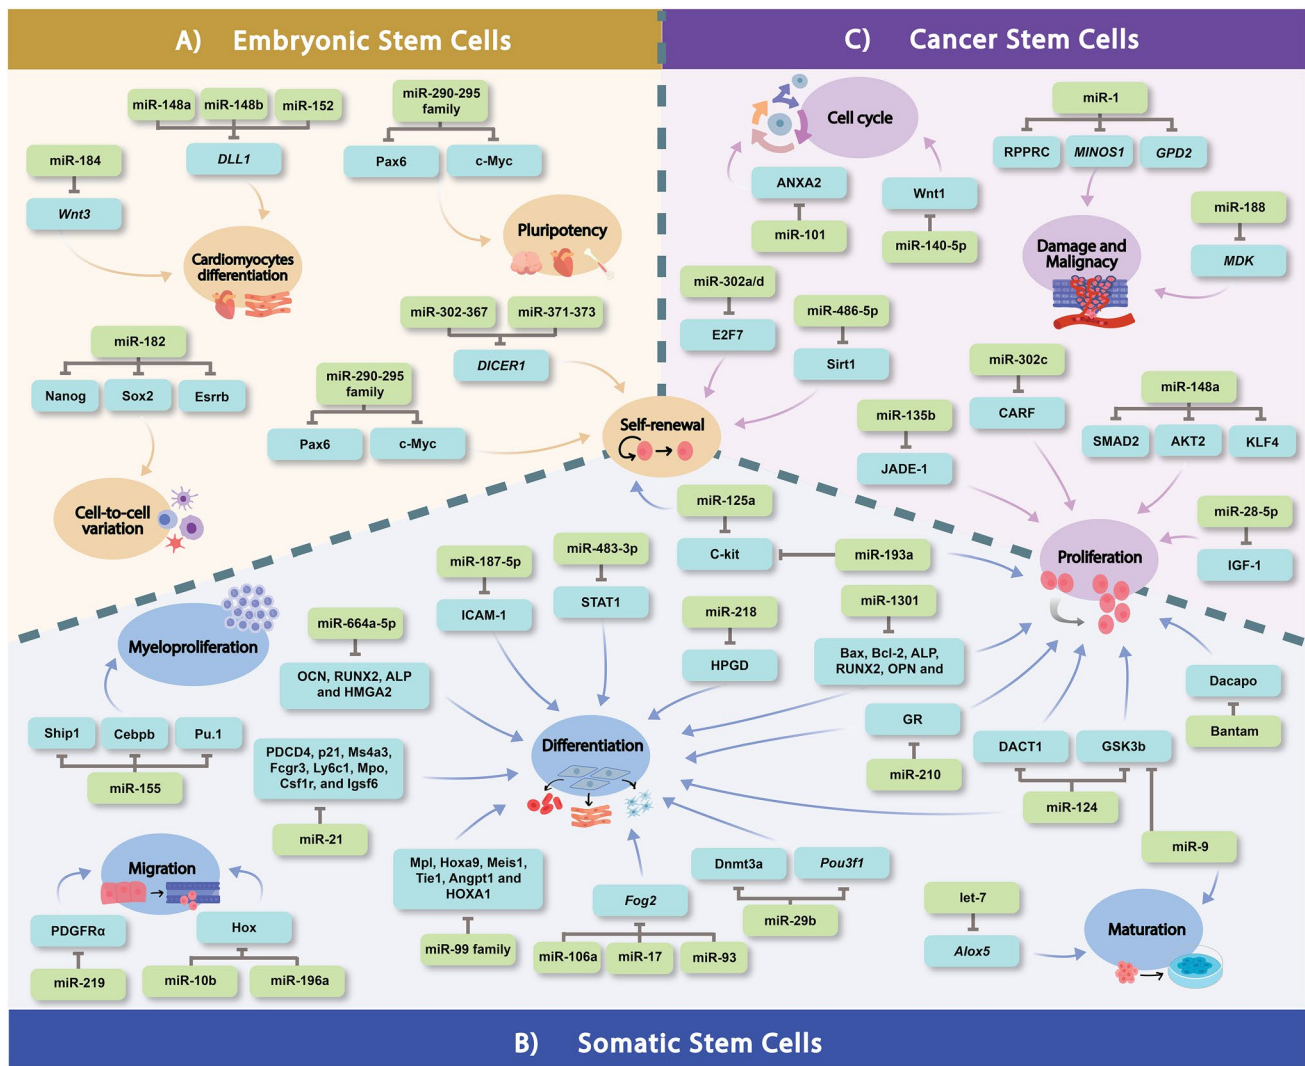 A) Embryonic Stem Cells
miR-148a
miR-148b
miR-152
DLL1
miR-184
Wnt3
Cardiomyocytes
differentiation
miR-290-295
family
Pax6
c-Myc
Pluripotency
miR-302-367
miR-371-373
DICER1
miR-182
Nanog
Sox2
Esrrb
Cell-to-cell
variation
miR-290-295
family
Pax6
c-Myc
Self-renewal
C) Cancer Stem Cells
Cell cycle
ANXA2
miR-101
Wnt1
miR-140-5p
miR-1
RPPRC
MINOS1
GPD2
Damage and
Malignacy
miR-188
MDK
miR-302a/d
E2F7
miR-486-5p
Sirt1
miR-302c
CARF
miR-135b
JADE-1
miR-148a
SMAD2
AKT2
KLF4
miR-28-5p
IGF-1
Proliferation
miR-125a
C-kit
miR-193a
miR-187-5p
ICAM-1
miR-483-3p
STAT1
miR-218
HPGD
miR-1301
Bax, Bcl-2, ALP,
RUNX2, OPN and
Myeloproliferation
miR-664a-5p
OCN, RUNX2, ALP
and HMGA2
Ship1
Cebpb
Pu.1
miR-155
PDCD4, p21, Ms4a3,
Fcgr3, Ly6c1, Mpo,
Csf1r, and Igsf6
miR-21
Differentiation
GR
miR-210
DACT1
GSK3b
miR-124
Dacapo
Bantam
miR-9
Migration
PDGFRα
miR-219
Hox
miR-10b
miR-196a
Mpl, Hoxa9, Meis1,
Tie1, Angpt1 and
HOXA1
miR-99 family
Fog2
miR-106a
miR-17
miR-93
Dnmt3a
Pou3f1
miR-29b
let-7
Alox5
Maturation
B) Somatic Stem Cells